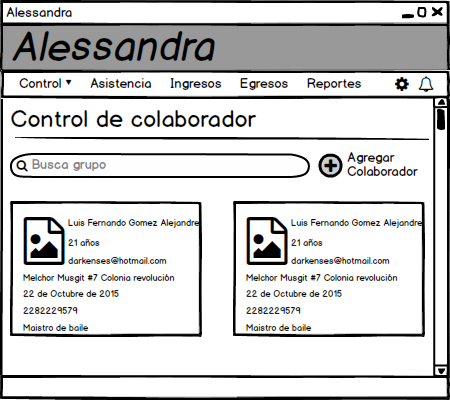 Alessandra
Alessandra
Control Asistencia Ingresos Egresos Reportes
Control de colaborador
Busca grupo
Agregar
Colaborador
Luis Fernando Gomez Alejandre
21 años
darkenses@hotmail.com
Melchor Musgit #7 Colonia revolución
22 de Octubre de 2015
2282229579
Maistro de baile
Luis Fernando Gomez Alejandre
21 años
darkenses@hotmail.com
Melchor Musgit #7 Colonia revolución
22 de Octubre de 2015
2282229579
Maistro de baile